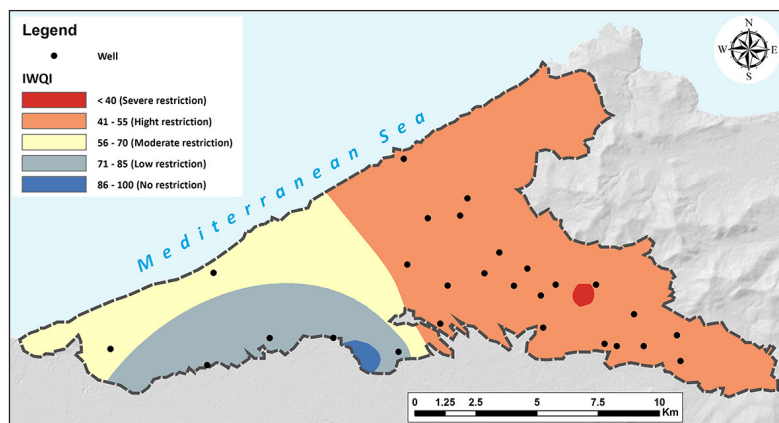 Legend
Well
IWQI
< 40 (Severe restriction)
41 - 55 (Hight restriction)
56 - 70 (Moderate restriction)
71 - 85 (Low restriction)
86 - 100 (No restriction)
Mediterranean Sea
N
W E
S
0 1.25 2.5 5 7.5 10
Km